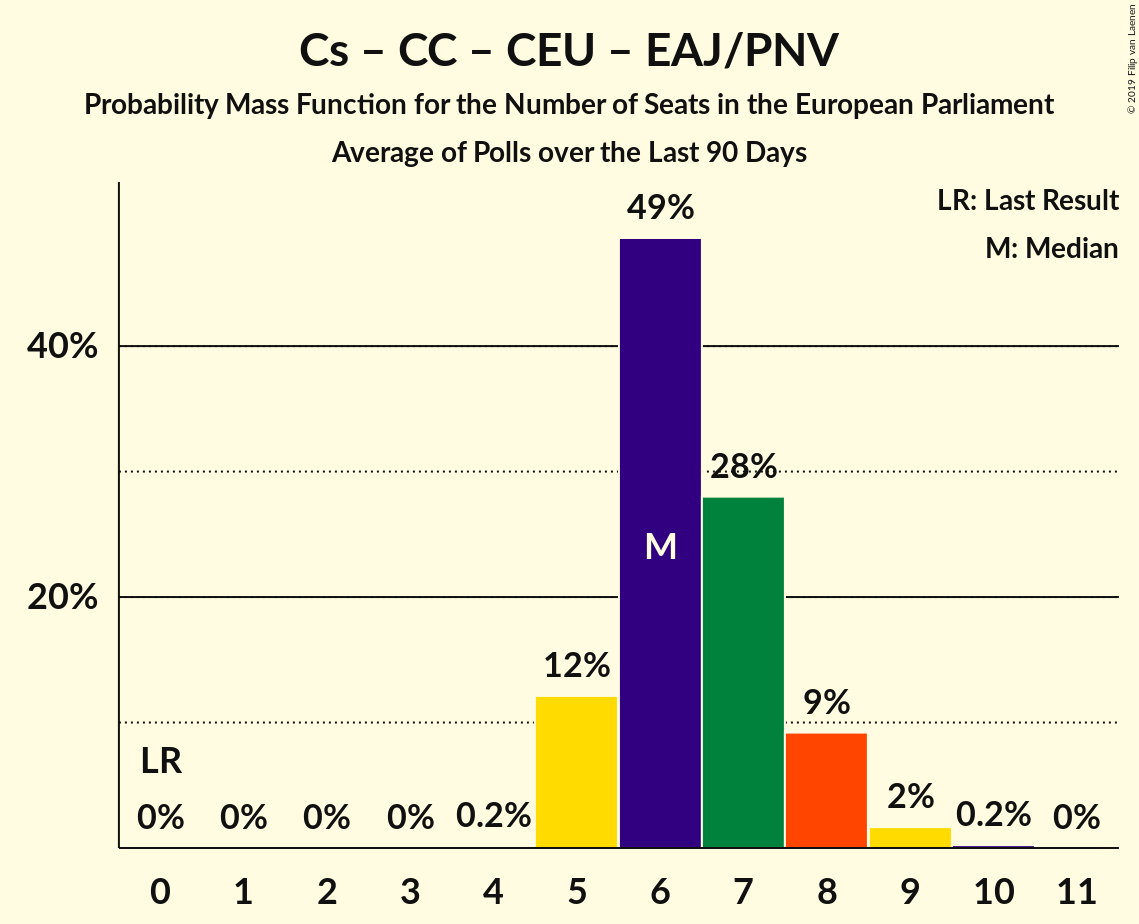 Cs – CC – CEU – EAJ/PNV
Probability Mass Function for the Number of Seats in the European Parliament
Average of Polls over the Last 90 Days
© 2019 Filip van Laenen
LR: Last Result
M: Median
49%
40%
28%
M
20%
12%
9%
LR
2%
0% 0% 0% 0% 0.2% 0.2% 0%
0 1 2 3 4 5 6 7 8 9 10 11